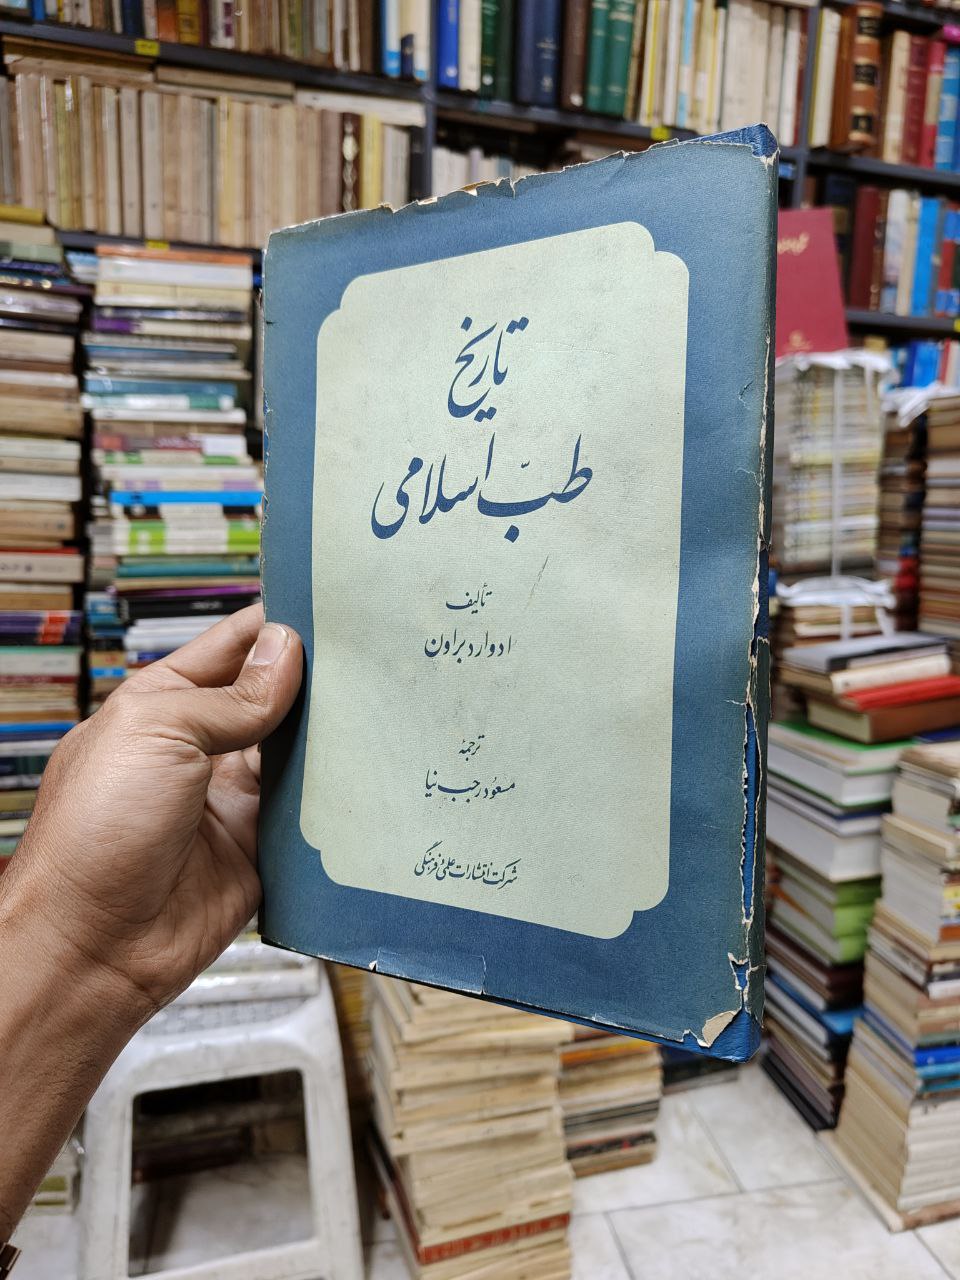 تاریخ
طبّ اسلامی
تألیف
ادوارد براون
ترجمهٔ
مسعود رجب نیا
شرکت انتشارات علمی و فرهنگی